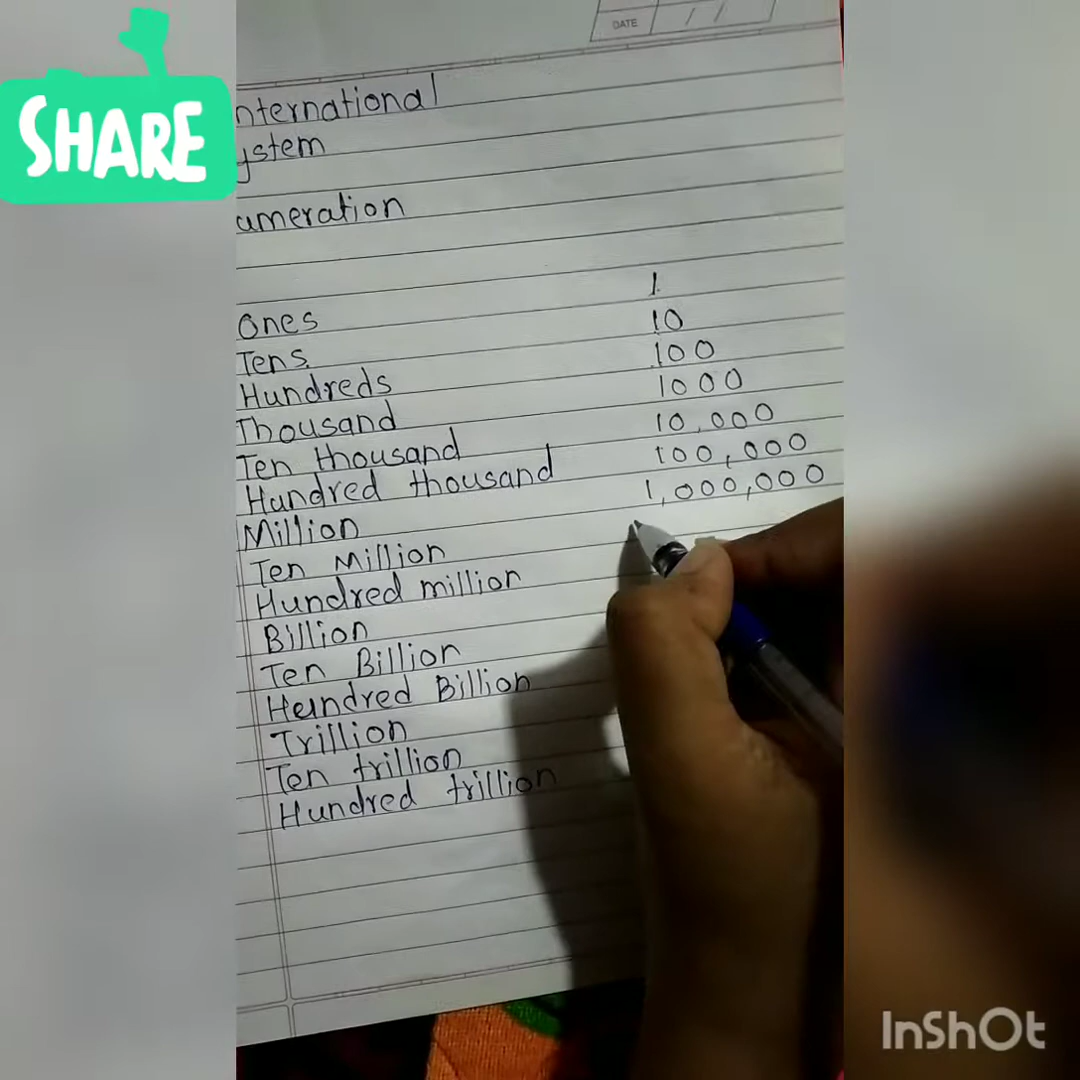 SHARE
DATE / /
nternational
ystem
umeration
1
Ones 10
Tens 100
Hundreds 1000
Thousand 10,000
Ten thousand 100,000
Hundred thousand 1,000,000
Million
Ten Million
Hundred million
Billion
Ten Billion
Hundred Billion
Trillion
Ten trillion
Hundred trillion
InShOt